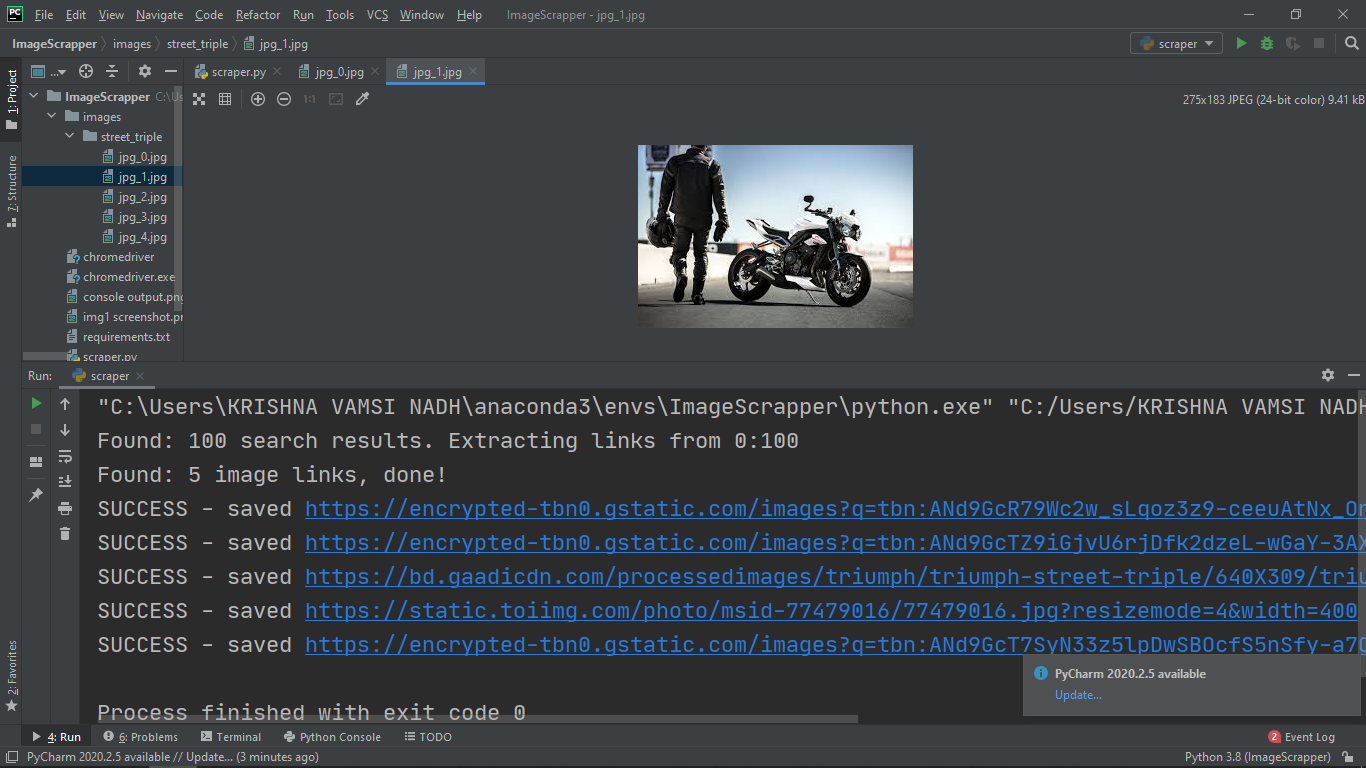 PC File Edit View Navigate Code Refactor Run Tools VCS Window Help ImageScrapper - jpg_1.jpg
ImageScrapper images street_triple jpg_1.jpg scraper
1: Project
...
scraper.py jpg_0.jpg jpg_1.jpg
1:1
275x183 JPEG (24-bit color) 9.41 kB
ImageScrapper C:\Us
images
street_triple
jpg_0.jpg
jpg_1.jpg
jpg_2.jpg
jpg_3.jpg
jpg_4.jpg
chromedriver
chromedriver.exe
console output.png
img1 screenshot.pr
requirements.txt
scraper.py
7: Structure
2: Favorites
Run: scraper
"C:\Users\KRISHNA VAMSI NADH\anaconda3\envs\ImageScrapper\python.exe" "C:/Users/KRISHNA VAMSI NADH
Found: 100 search results. Extracting links from 0:100
Found: 5 image links, done!
SUCCESS - saved https://encrypted-tbn0.gstatic.com/images?q=tbn:ANd9GcR79Wc2w_sLqoz3z9-ceeuAtNx_On
SUCCESS - saved https://encrypted-tbn0.gstatic.com/images?q=tbn:ANd9GcTZ9iGjvU6rjDfk2dzeL-wGaY-3AX
SUCCESS - saved https://bd.gaadicdn.com/processedimages/triumph/triumph-street-triple/640X309/triu
SUCCESS - saved https://static.toiimg.com/photo/msid-77479016/77479016.jpg?resizemode=4&width=400
SUCCESS - saved https://encrypted-tbn0.gstatic.com/images?q=tbn:ANd9GcT7SyN33z5lpDwSBOcfS5nSfy-a7
Process finished with exit code 0
PyCharm 2020.2.5 available
Update...
4: Run 6: Problems Terminal Python Console TODO 2 Event Log
PyCharm 2020.2.5 available // Update... (3 minutes ago) Python 3.8 (ImageScrapper)